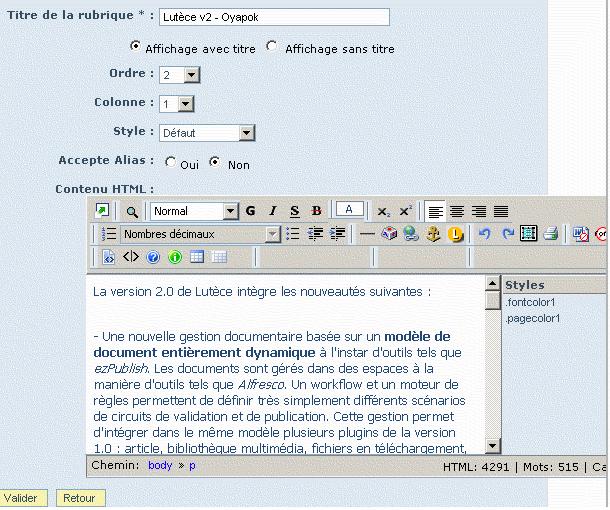 Titre de la rubrique * : Lutèce v2 - Oyapok
Affichage avec titre Affichage sans titre
Ordre : 2
Colonne : 1
Style : Défaut
Accepte Alias : Oui Non
Contenu HTML :
Normal G I S B A x₂ x²
Nombres décimaux
La version 2.0 de Lutèce intègre les nouveautés suivantes :
- Une nouvelle gestion documentaire basée sur un modèle de
document entièrement dynamique à l'instar d'outils tels que
ezPublish. Les documents sont gérés dans des espaces à la
manière d'outils tels que Alfresco. Un workflow et un moteur de
règles permettent de définir très simplement différents scénarios
de circuits de validation et de publication. Cette gestion permet
d'intégrer dans le même modèle plusieurs plugins de la version
1.0 : article, bibliothèque multimédia, fichiers en téléchargement,
Styles
.fontcolor1
.pagecolor1
Chemin: body » p
HTML: 4291 | Mots: 515 | Ca
Valider Retour